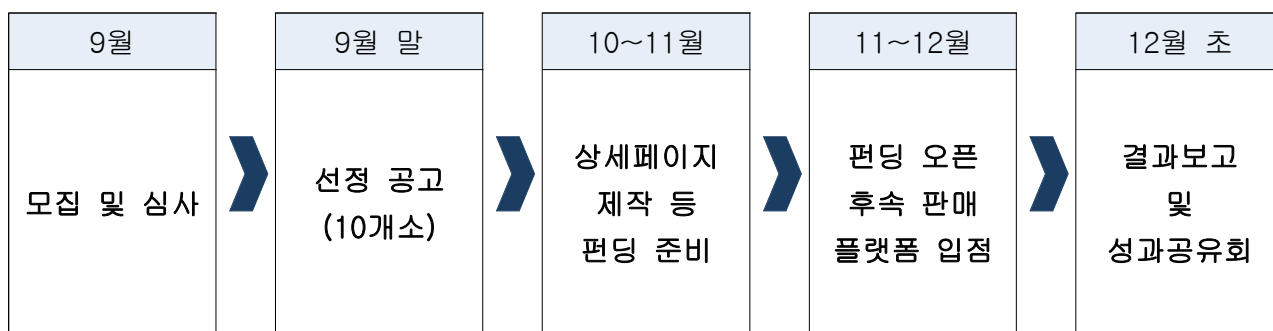 9월
모집 및 심사
9월 말
선정 공고
(10개소)
10~11월
상세페이지
제작 등
펀딩 준비
11~12월
펀딩 오픈
후속 판매
플랫폼 입점
12월 초
결과보고
및
성과공유회